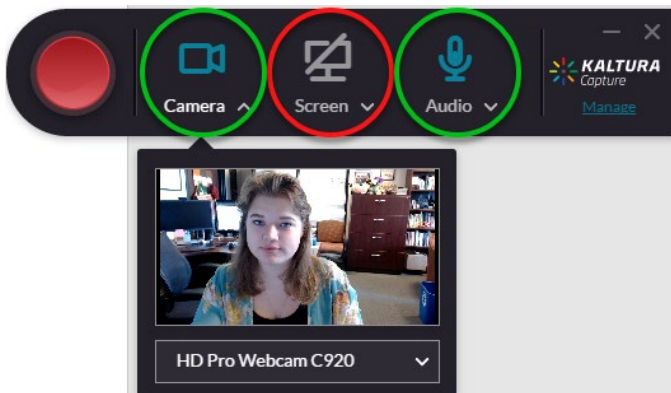 Camera
Screen
Audio
KALTURA
Capture
Manage
HD Pro Webcam C920